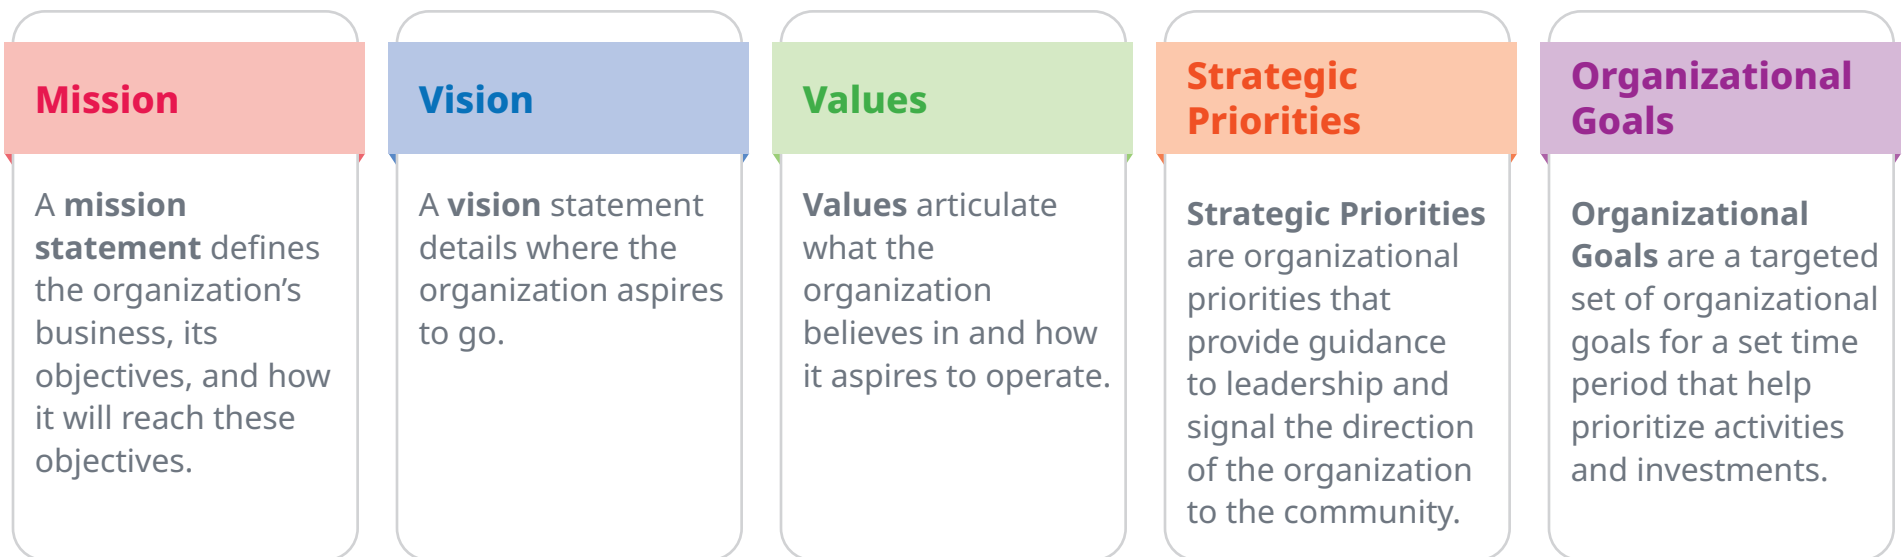 Mission
A mission
statement defines
the organization’s
business, its
objectives, and how
it will reach these
objectives.
Vision
A vision statement
details where the
organization aspires
to go.
Values
Values articulate
what the
organization
believes in and how
it aspires to operate.
Strategic
Priorities
Strategic Priorities
are organizational
priorities that
provide guidance
to leadership and
signal the direction
of the organization
to the community.
Organizational
Goals
Organizational
Goals are a targeted
set of organizational
goals for a set time
period that help
prioritize activities
and investments.